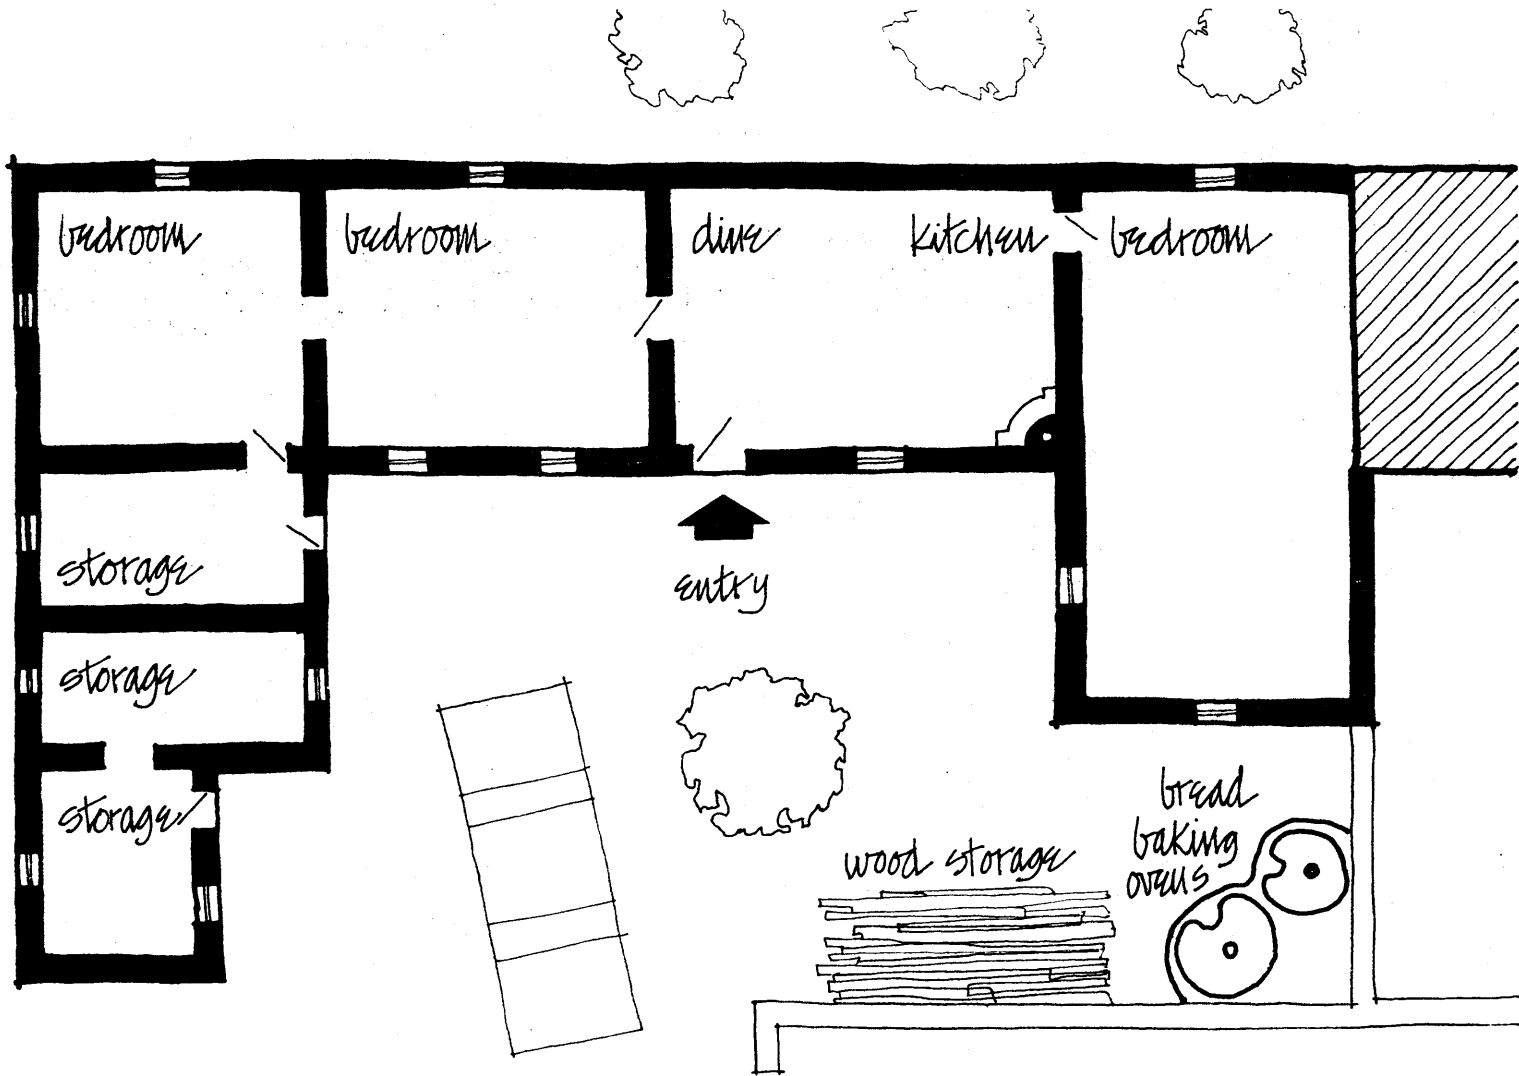 bedroom
bedroom
dine
kitchen
bedroom
storage
entry
storage
storage
wood storage
bread
baking
ovens